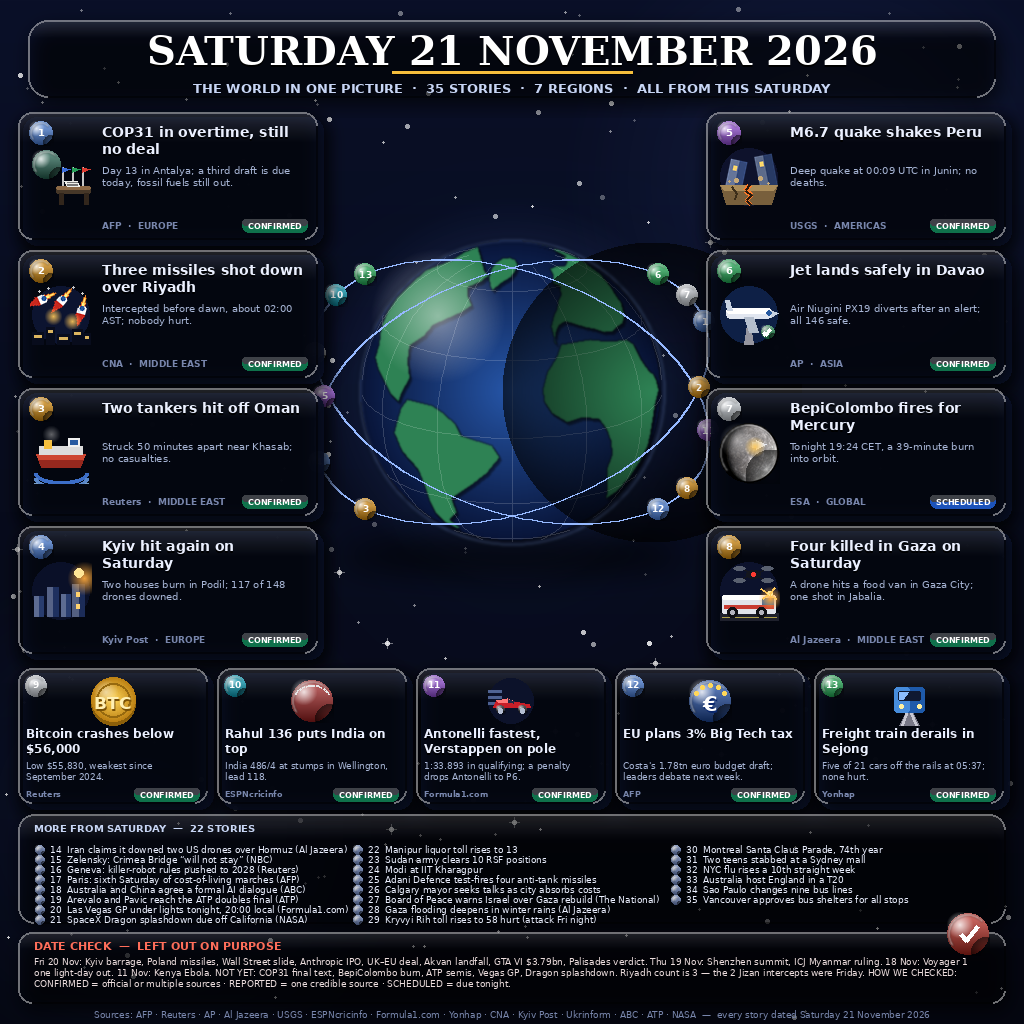 SATURDAY 21 NOVEMBER 2026
THE WORLD IN ONE PICTURE · 35 STORIES · 7 REGIONS · ALL FROM THIS SATURDAY
1
COP31 in overtime, still
no deal
Day 13 in Antalya; a third draft is due
today, fossil fuels still out.
AFP · EUROPE
CONFIRMED
2
Three missiles shot down
over Riyadh
Intercepted before dawn, about 02:00
AST; nobody hurt.
CNA · MIDDLE EAST
CONFIRMED
3
Two tankers hit off Oman
Struck 50 minutes apart near Khasab;
no casualties.
Reuters · MIDDLE EAST
CONFIRMED
4
Kyiv hit again on
Saturday
Two houses burn in Podil; 117 of 148
drones downed.
Kyiv Post · EUROPE
CONFIRMED
13
10
5
3
6
7
1
2
8
12
5
M6.7 quake shakes Peru
Deep quake at 00:09 UTC in Junin; no
deaths.
USGS · AMERICAS
CONFIRMED
6
Jet lands safely in Davao
Air Niugini PX19 diverts after an alert;
all 146 safe.
AP · ASIA
CONFIRMED
7
BepiColombo fires for
Mercury
Tonight 19:24 CET, a 39-minute burn
into orbit.
ESA · GLOBAL
SCHEDULED
8
Four killed in Gaza on
Saturday
A drone hits a food van in Gaza City;
one shot in Jabalia.
Al Jazeera · MIDDLE EAST
CONFIRMED
9
BTC
Bitcoin crashes below
$56,000
Low $55,830, weakest since
September 2024.
Reuters
CONFIRMED
10
Rahul 136 puts India on
top
India 486/4 at stumps in Wellington,
lead 118.
ESPNcricinfo
CONFIRMED
11
Antonelli fastest,
Verstappen on pole
1:33.893 in qualifying; a penalty
drops Antonelli to P6.
Formula1.com
CONFIRMED
12
€
EU plans 3% Big Tech tax
Costa's 1.78tn euro budget draft;
leaders debate next week.
AFP
CONFIRMED
13
Freight train derails in
Sejong
Five of 21 cars off the rails at 05:37;
none hurt.
Yonhap
CONFIRMED
MORE FROM SATURDAY — 22 STORIES
14 Iran claims it downed two US drones over Hormuz (Al Jazeera)
15 Zelensky: Crimea Bridge “will not stay” (NBC)
16 Geneva: killer-robot rules pushed to 2028 (Reuters)
17 Paris: sixth Saturday of cost-of-living marches (AFP)
18 Australia and China agree a formal AI dialogue (ABC)
19 Arevalo and Pavic reach the ATP doubles final (ATP)
20 Las Vegas GP under lights tonight, 20:00 local (Formula1.com)
21 SpaceX Dragon splashdown due off California (NASA)
22 Manipur liquor toll rises to 13
23 Sudan army clears 10 RSF positions
24 Modi at IIT Kharagpur
25 Adani Defence test-fires four anti-tank missiles
26 Calgary mayor seeks talks as city absorbs costs
27 Board of Peace warns Israel over Gaza rebuild (The National)
28 Gaza flooding deepens in winter rains (Al Jazeera)
29 Kryvyi Rih toll rises to 58 hurt (attack Fri night)
30 Montreal Santa Claus Parade, 74th year
31 Two teens stabbed at a Sydney mall
32 NYC flu rises a 10th straight week
33 Australia host England in a T20
34 Sao Paulo changes nine bus lines
35 Vancouver approves bus shelters for all stops
DATE CHECK — LEFT OUT ON PURPOSE
Fri 20 Nov: Kyiv barrage, Poland missiles, Wall Street slide, Anthropic IPO, UK–EU deal, Akvan landfall, GTA VI $3.79bn, Palisades verdict. Thu 19 Nov: Shenzhen summit, ICJ Myanmar ruling. 18 Nov: Voyager 1
one light-day out. 11 Nov: Kenya Ebola. NOT YET: COP31 final text, BepiColombo burn, ATP semis, Vegas GP, Dragon splashdown. Riyadh count is 3 — the 2 Jizan intercepts were Friday. HOW WE CHECKED:
CONFIRMED = official or multiple sources · REPORTED = one credible source · SCHEDULED = due tonight.
Sources: AFP · Reuters · AP · Al Jazeera · USGS · ESPNcricinfo · Formula1.com · Yonhap · CNA · Kyiv Post · Ukrinform · ABC · ATP · NASA — every story dated Saturday 21 November 2026